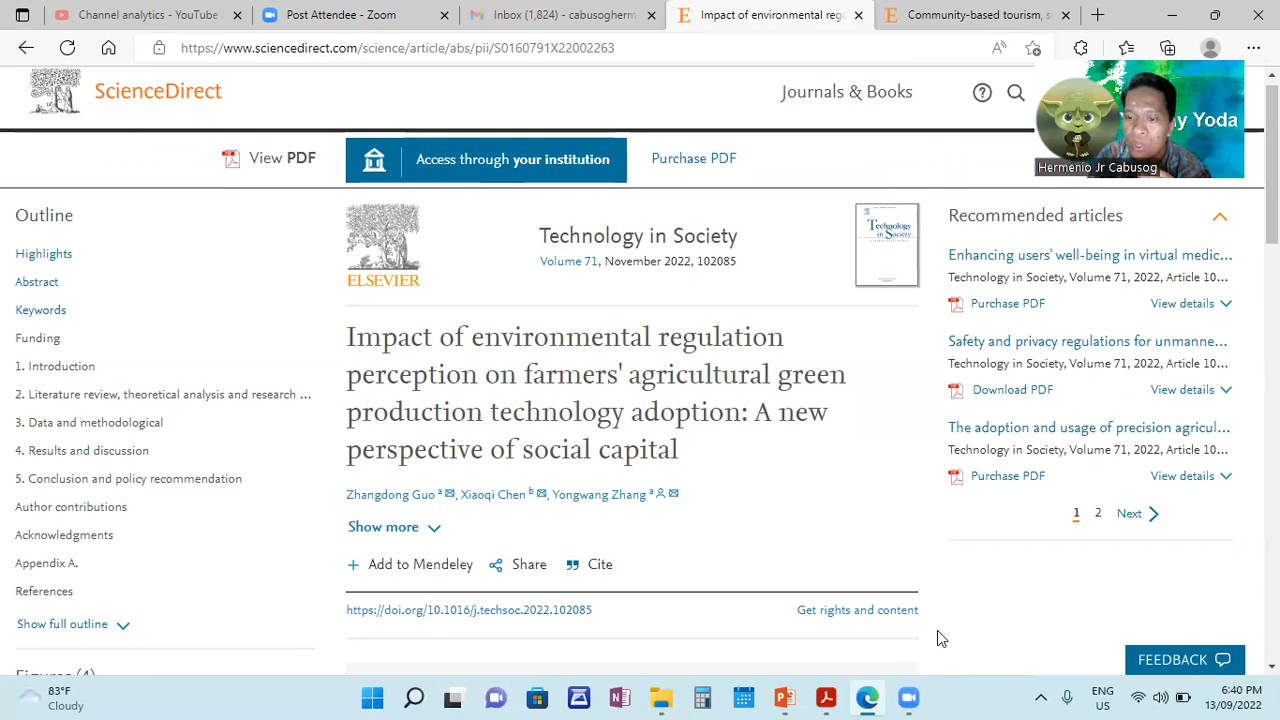 Channel analytics - YouTube
Post Attendee - Zoom
Inbox (1,824) - cabusogherm
Impact of environmental regu
Community-based tourism, s
https://www.sciencedirect.com/science/article/abs/pii/S0160791X22002263
ScienceDirect
Journals & Books
y Yoda
Hermenio Jr Cabusog
View PDF
Access through your institution
Purchase PDF
Outline
Highlights
Abstract
Keywords
Funding
1. Introduction
2. Literature review, theoretical analysis and research ...
3. Data and methodological
4. Results and discussion
5. Conclusion and policy recommendation
Author contributions
Acknowledgments
Appendix A.
References
Show full outline
Figures (4)
ELSEVIER
Technology in Society
Volume 71, November 2022, 102085
Technology
in Society
Impact of environmental regulation
perception on farmers' agricultural green
production technology adoption: A new
perspective of social capital
Zhangdong Guo a, Xiaoqi Chen b, Yongwang Zhang a
Show more
Add to Mendeley
Share
Cite
https://doi.org/10.1016/j.techsoc.2022.102085
Get rights and content
Recommended articles
Enhancing users' well-being in virtual medic...
Technology in Society, Volume 71, 2022, Article 10...
Purchase PDF
View details
Safety and privacy regulations for unmanne...
Technology in Society, Volume 71, 2022, Article 10...
Download PDF
View details
The adoption and usage of precision agricul...
Technology in Society, Volume 71, 2022, Article 10...
Purchase PDF
View details
1 2 Next
FEEDBACK
83°F
Cloudy
ENG
US
6:40 PM
13/09/2022